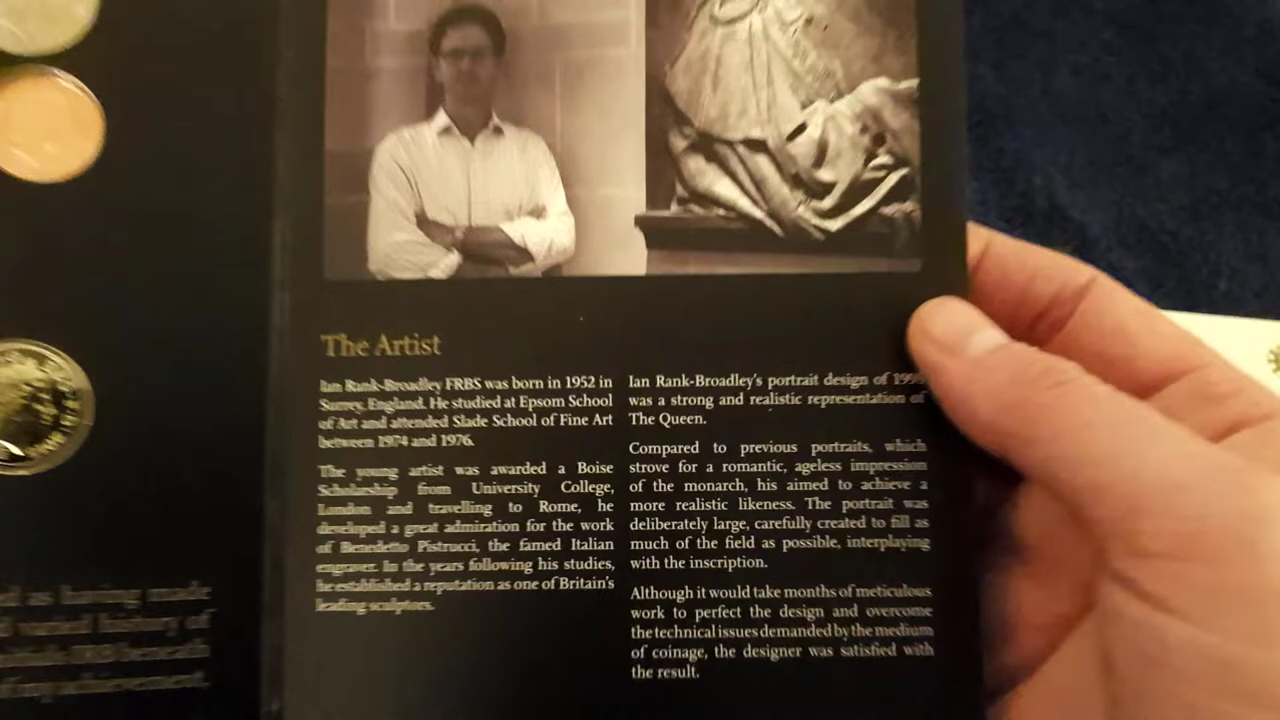 The Artist
Ian Rank-Broadley FRBS was born in 1952 in
Surrey, England. He studied at Epsom School
of Art and attended Slade School of Fine Art
between 1974 and 1976.
The young artist was awarded a Boise
Scholarship from University College,
London and travelling to Rome, he
developed a great admiration for the work
of Benedetto Pistrucci, the famed Italian
engraver. In the years following his studies,
he established a reputation as one of Britain's
leading sculptors.
Ian Rank-Broadley's portrait design of
was a strong and realistic representation of
The Queen.
Compared to previous portraits, which
strove for a romantic, ageless impression
of the monarch, his aimed to achieve a
more realistic likeness. The portrait was
deliberately large, carefully created to fill as
much of the field as possible, interplaying
with the inscription.
Although it would take months of meticulous
work to perfect the design and overcome
the technical issues demanded by the medium
of coinage, the designer was satisfied with
the result.
as having made
history of
beneath
achievement.